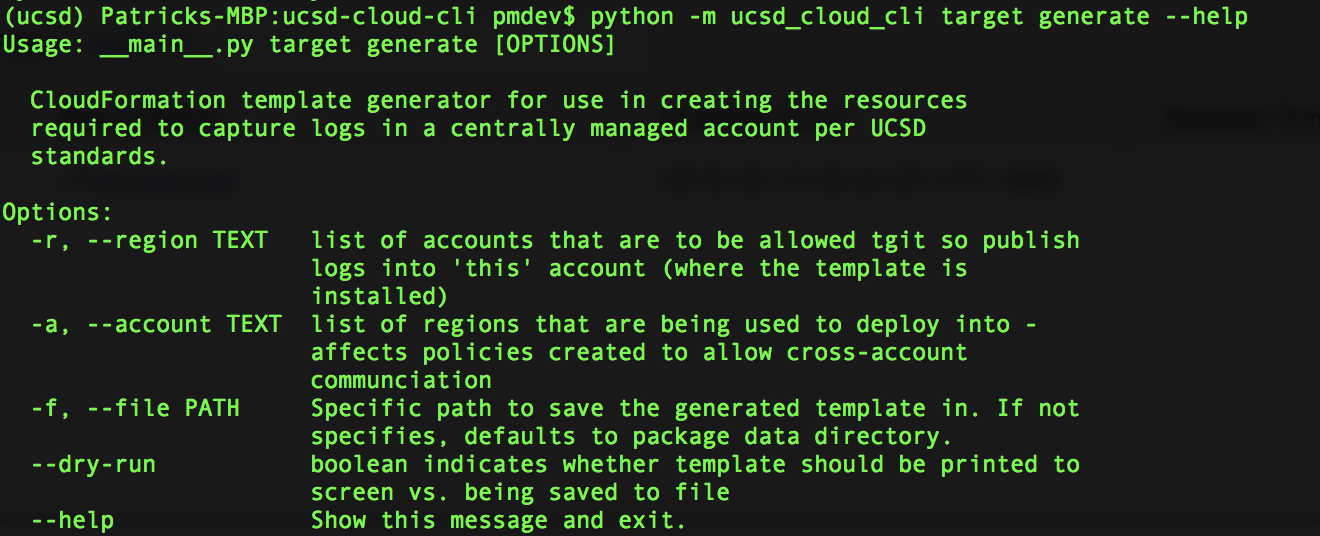 (ucsd) Patricks-MBP:ucsd-cloud-cli pmdev$ python -m ucsd_cloud_cli target generate --help
Usage: __main__.py target generate [OPTIONS]
CloudFormation template generator for use in creating the resources
required to capture logs in a centrally managed account per UCSD
standards.
Options:
-r, --region TEXT list of accounts that are to be allowed tgit so publish
logs into 'this' account (where the template is
installed)
-a, --account TEXT list of regions that are being used to deploy into -
affects policies created to allow cross-account
communciation
-f, --file PATH Specific path to save the generated template in. If not
specifies, defaults to package data directory.
--dry-run boolean indicates whether template should be printed to
screen vs. being saved to file
--help Show this message and exit.